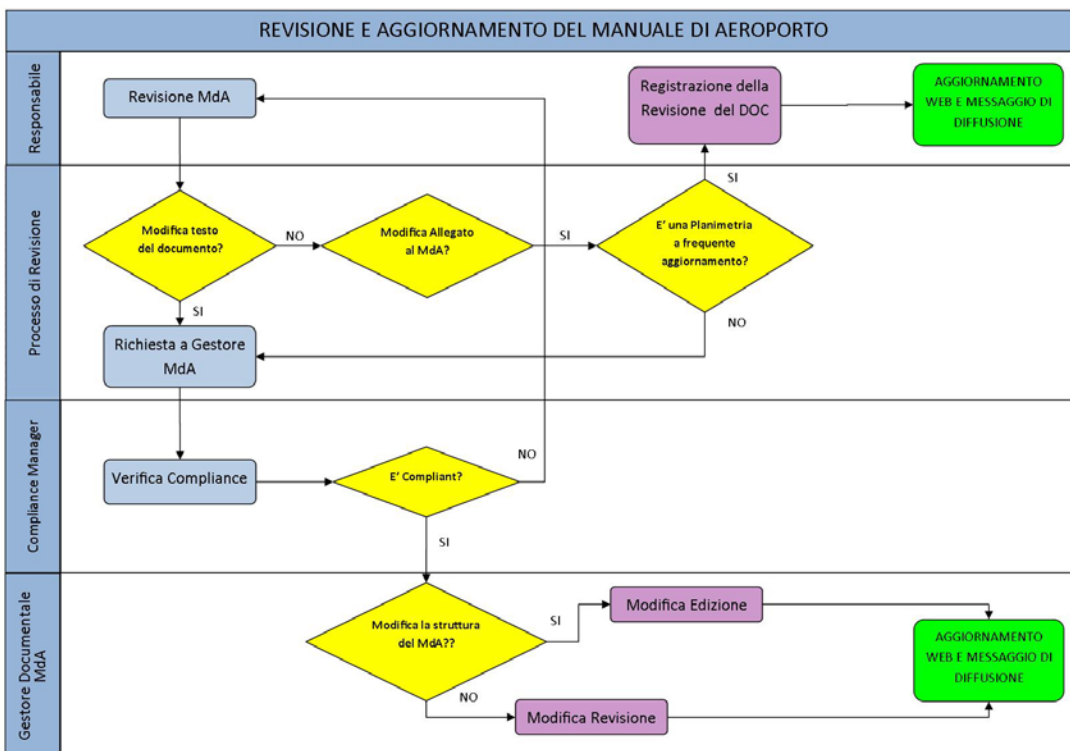 REVISIONE E AGGIORNAMENTO DEL MANUALE DI AEROPORTO
Responsabile
Revisione MdA
Registrazione della
Revisione del DOC
AGGIORNAMENTO
WEB E MESSAGGIO DI
DIFFUSIONE
Processo di Revisione
Modifica testo
del documento?
NO
Modifica Allegato
al MdA?
SI
E' una Planimetria
a frequente
aggiornamento?
SI
NO
SI
Richiesta a Gestore
MdA
Compliance Manager
Verifica Compliance
E' Compliant?
NO
SI
Gestore Documentale
MdA
Modifica la struttura
del MdA??
SI
Modifica Edizione
NO
Modifica Revisione
AGGIORNAMENTO
WEB E MESSAGGIO DI
DIFFUSIONE